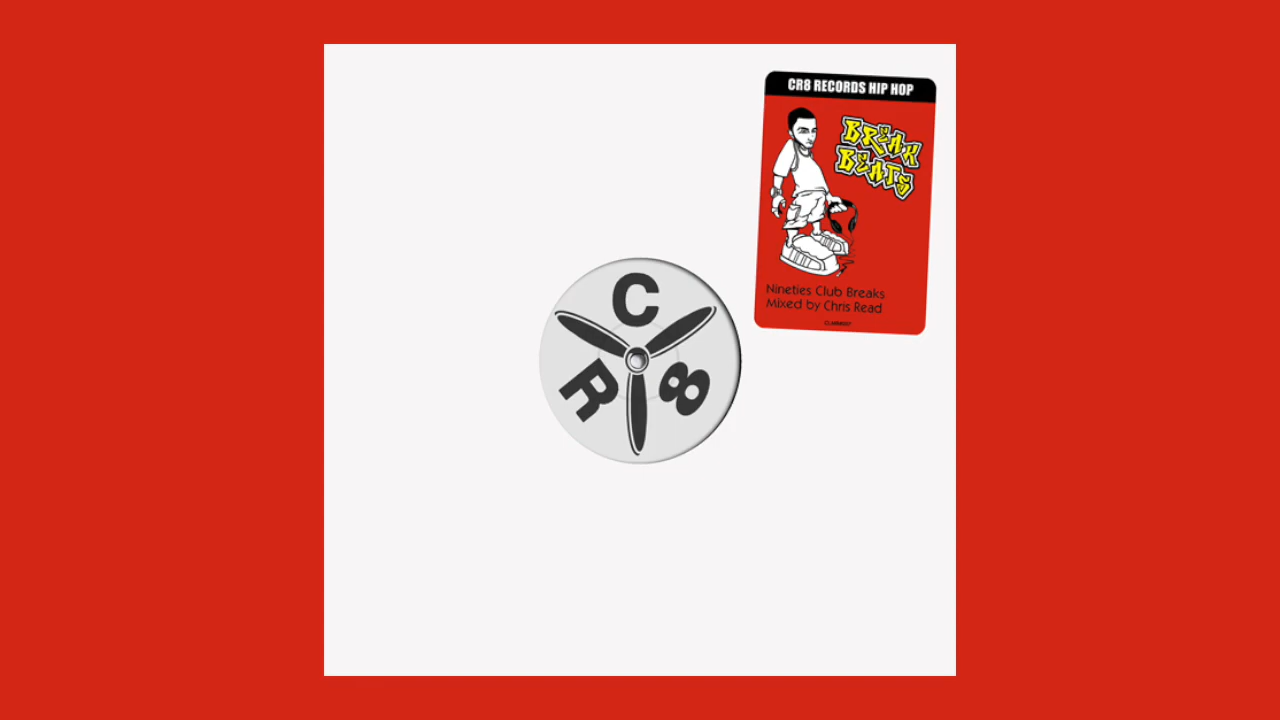 CR8 RECORDS HIP HOP
BREAK
BEATS
Nineties Club Breaks
Mixed by Chris Read
C
R 8